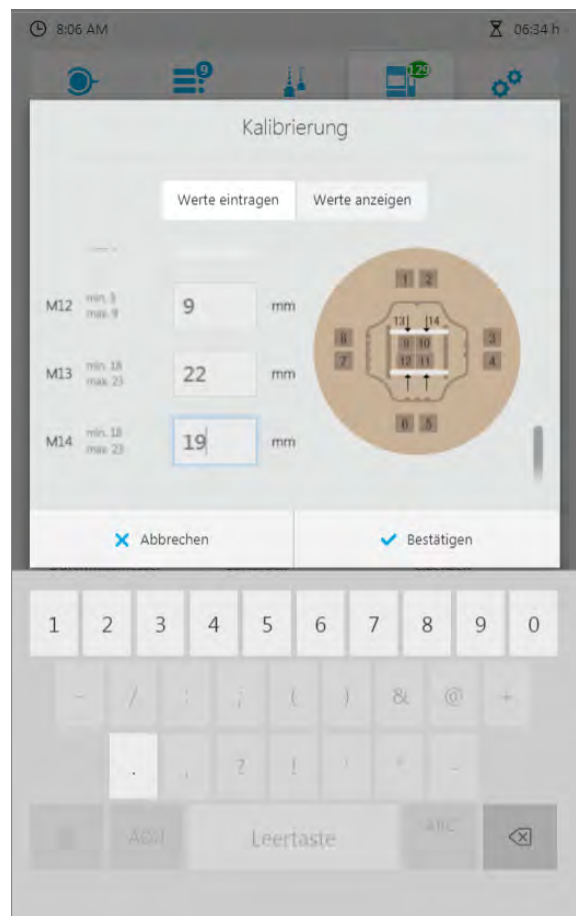 8:06 AM
06:34 h
9
129
Kalibrierung
Werte eintragen
Werte anzeigen
M12 min. 3 max. 9 9 mm
M13 min. 18 max. 23 22 mm
M14 min. 18 max. 23 19 mm
1 2
13 14
8 9 10 3
7 12 11 4
6 5
Abbrechen
Bestätigen
1 2 3 4 5 6 7 8 9 0
- / : ; ( ) & @ +
. , ? ! ' " -
Leertaste
ABC